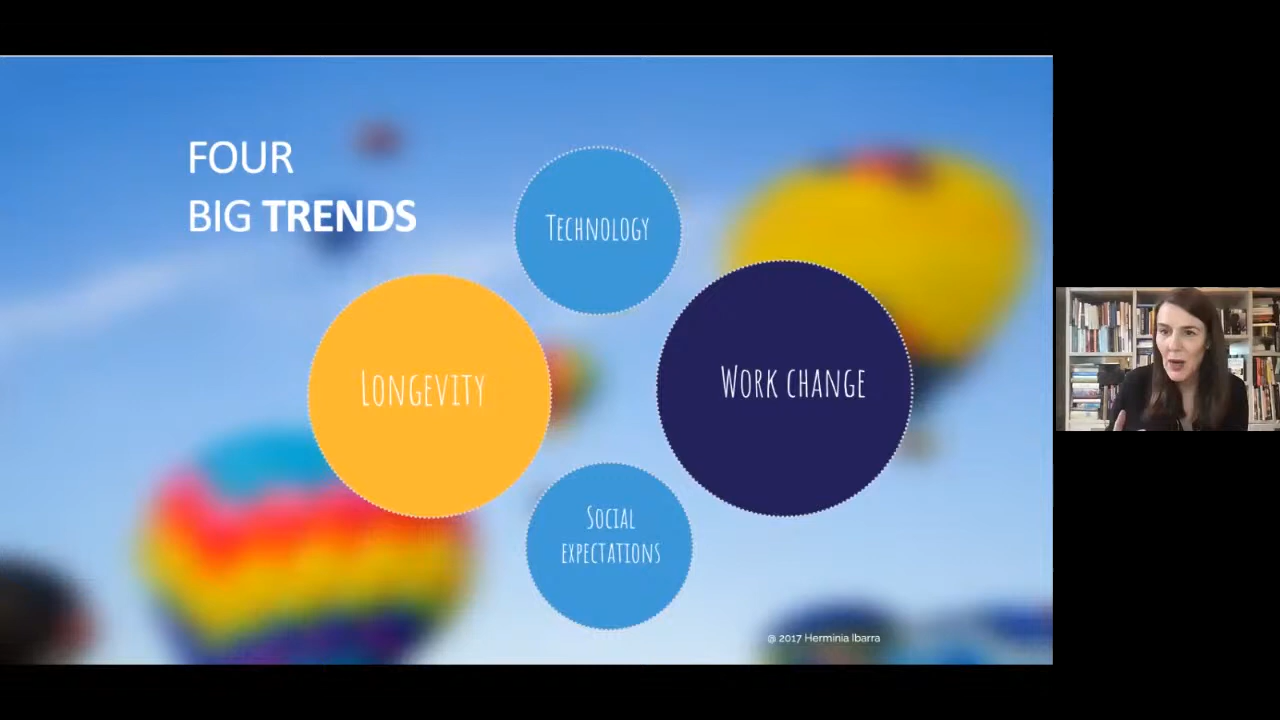 FOUR
BIG TRENDS
TECHNOLOGY
LONGEVITY
WORK CHANGE
SOCIAL
EXPECTATIONS
@ 2017 Herminia Ibarra